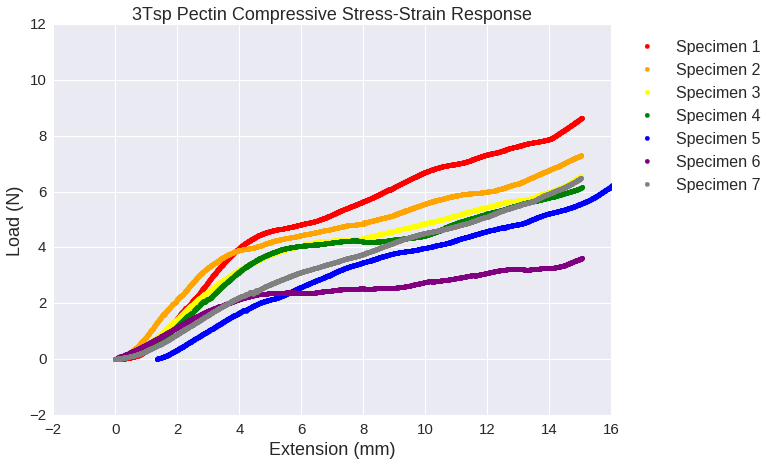 3Tsp Pectin Compressive Stress-Strain Response
12
10
8
6
4
2
0
−2
Load (N)
−2 0 2 4 6 8 10 12 14 16
Extension (mm)
Specimen 1
Specimen 2
Specimen 3
Specimen 4
Specimen 5
Specimen 6
Specimen 7